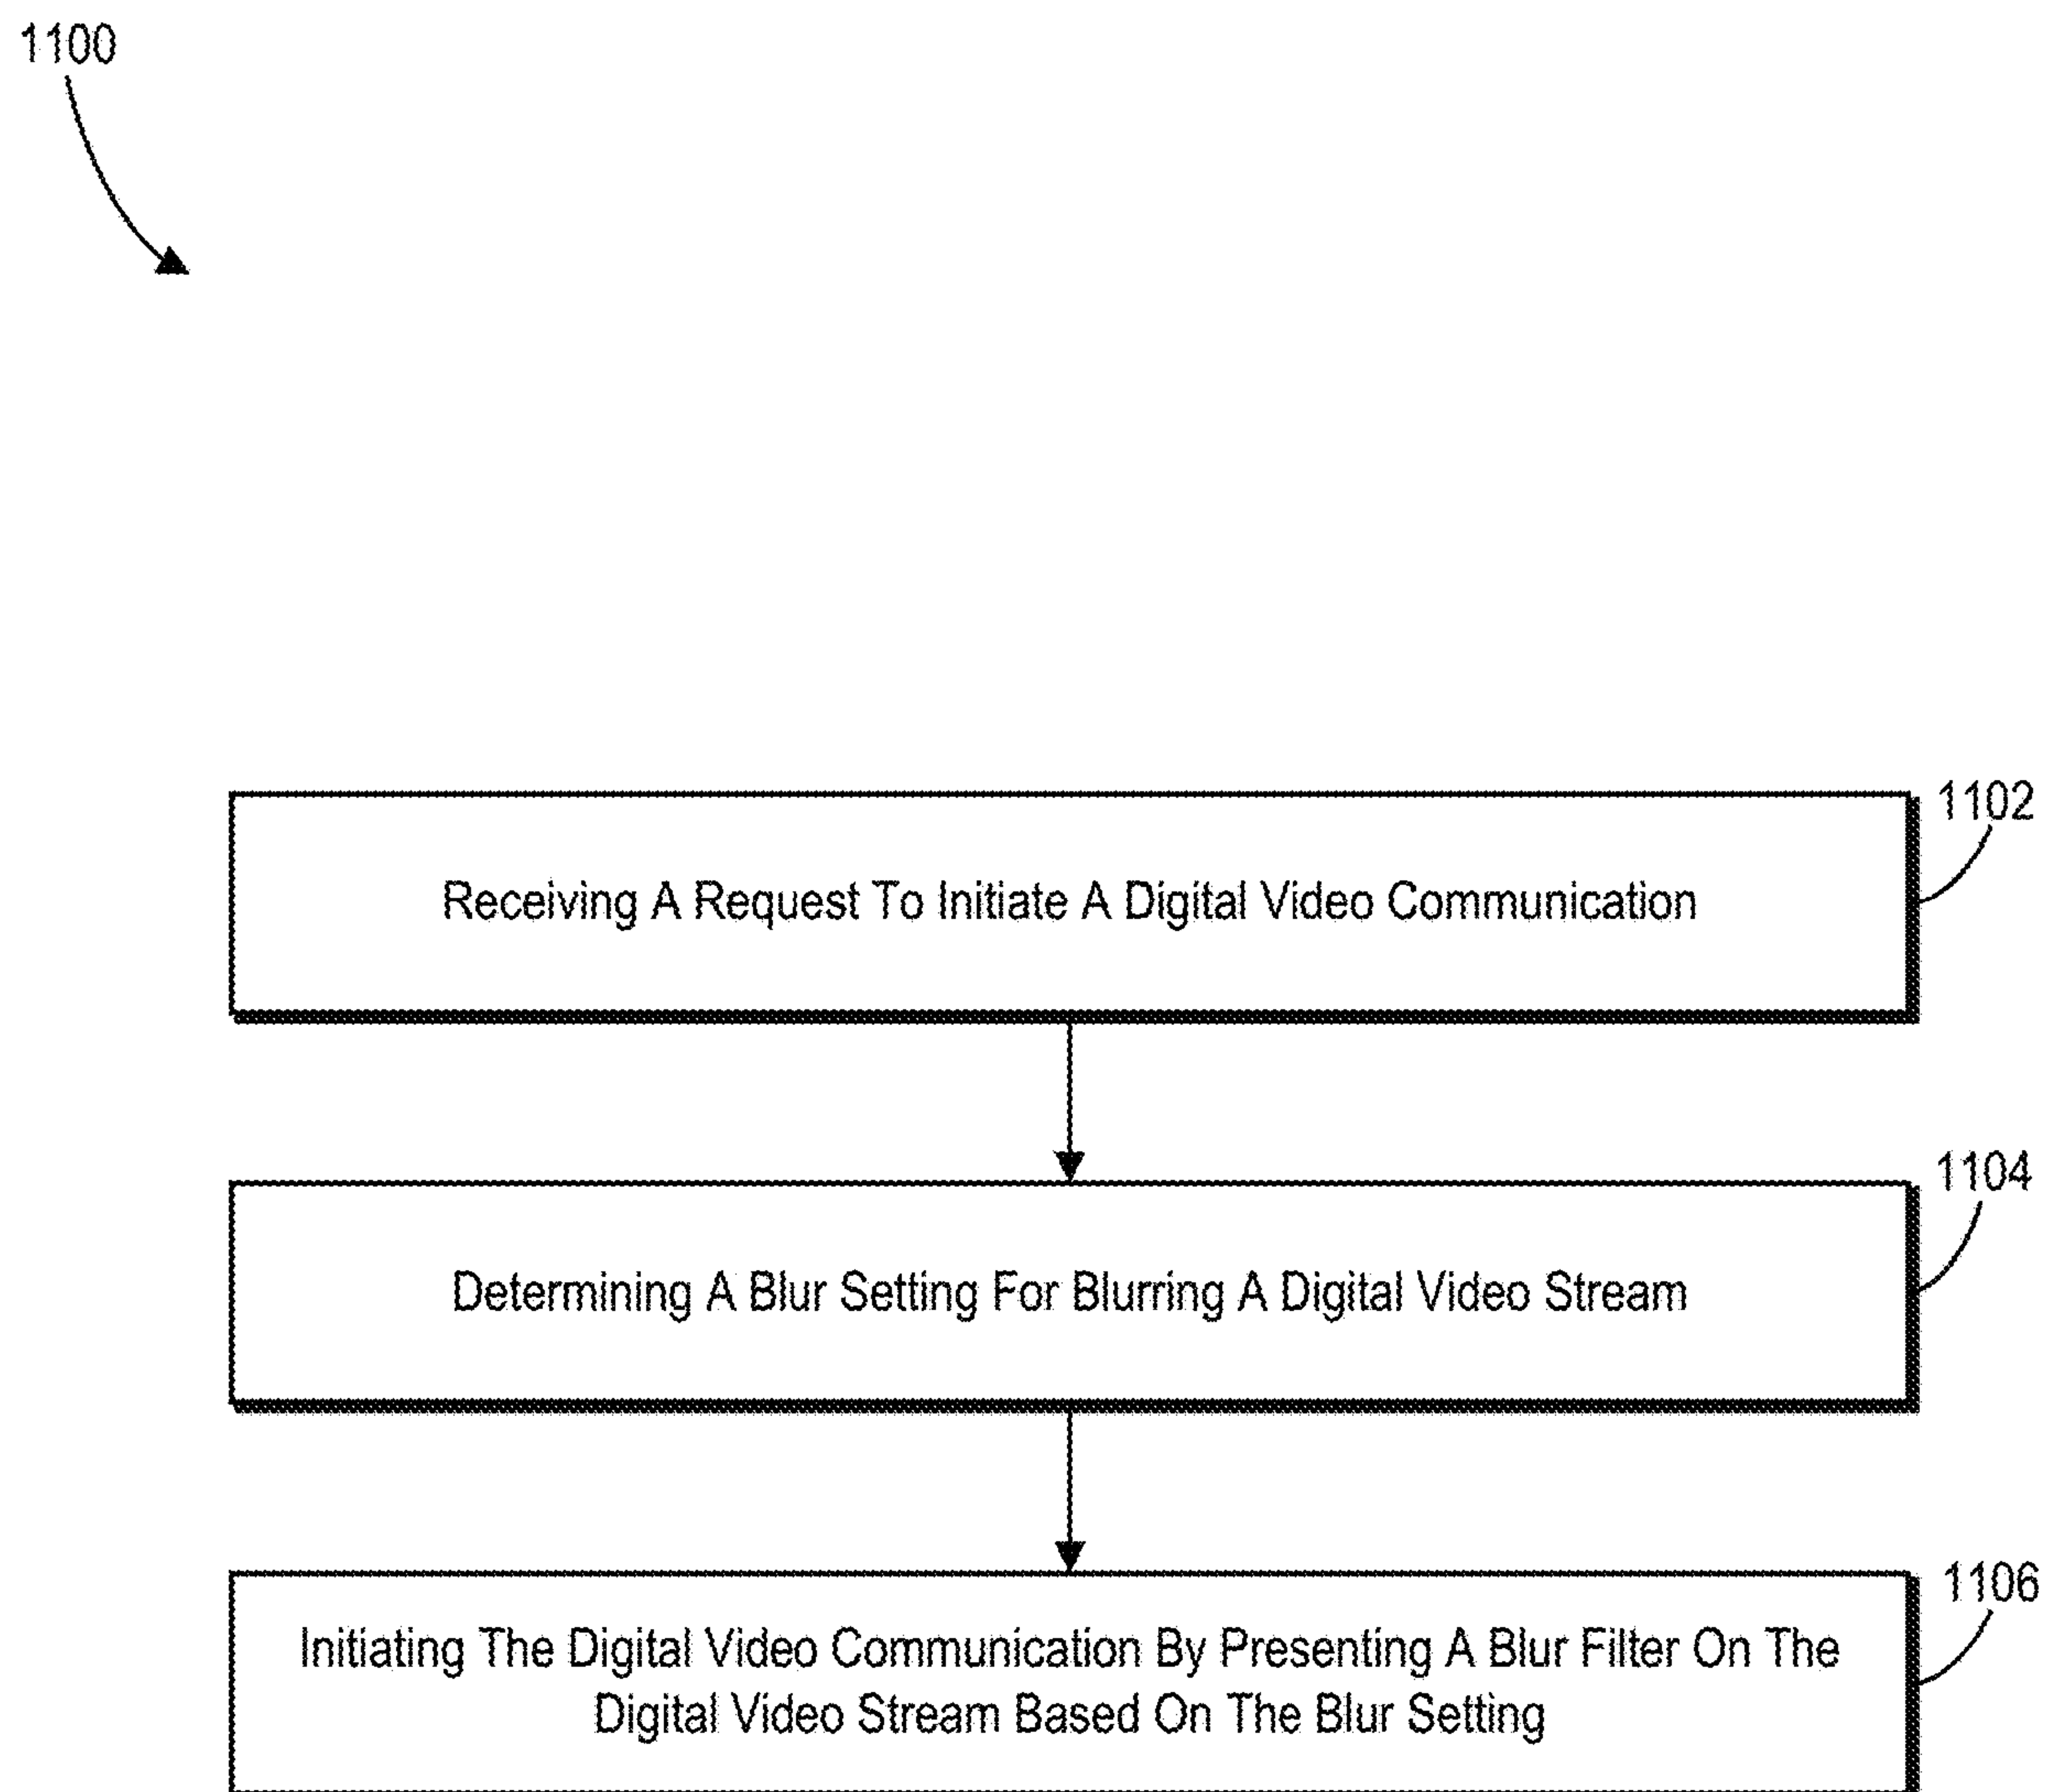 1100
1102
Receiving A Request To Initiate A Digital Video Communication
1104
Determining A Blur Setting For Blurring A Digital Video Stream
1106
Initiating The Digital Video Communication By Presenting A Blur Filter On The
Digital Video Stream Based On The Blur Setting